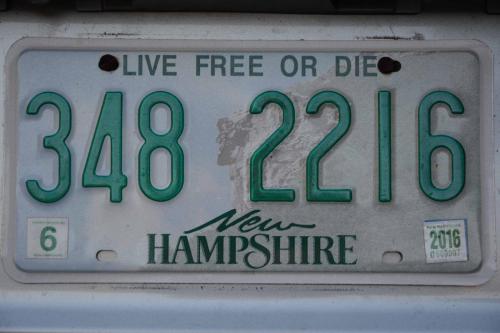 LIVE FREE OR DIE
348 2216
6
2016
New
HAMPSHIRE